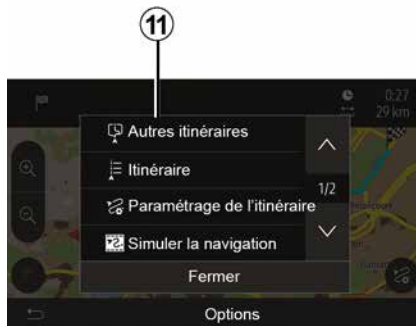 11
0:27
29 km
Autres itinéraires
Itinéraire
1/2
Paramétrage de l'itinéraire
Simuler la navigation
Fermer
Options